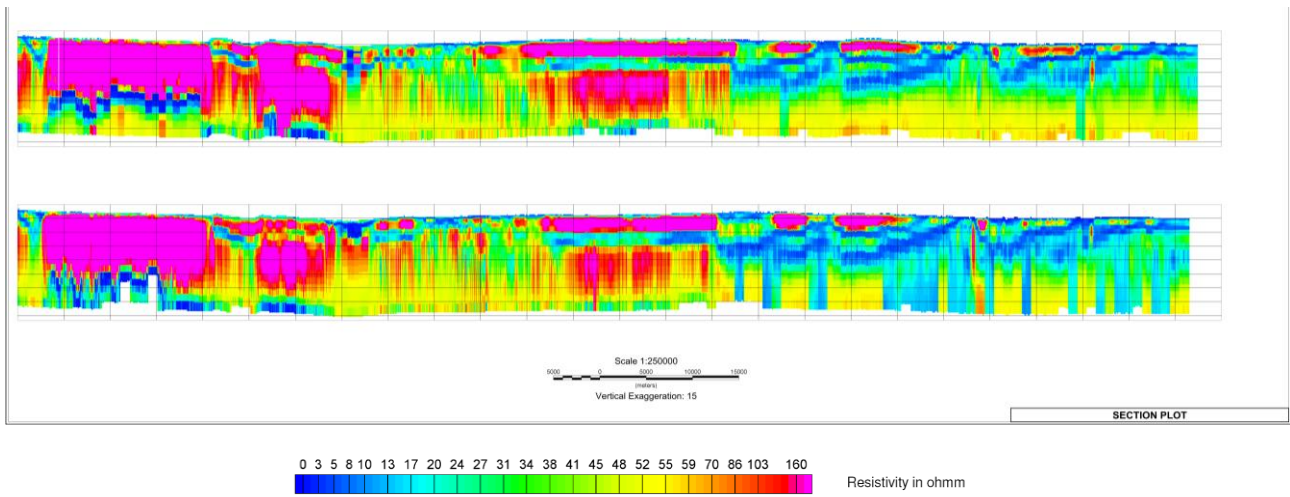 Scale 1:250000
5000 0 5000 10000 15000
(meters)
Vertical Exaggeration: 15
SECTION PLOT
0 3 5 8 10 13 17 20 24 27 31 34 38 41 45 48 52 55 59 70 86 103 160
Resistivity in ohmm